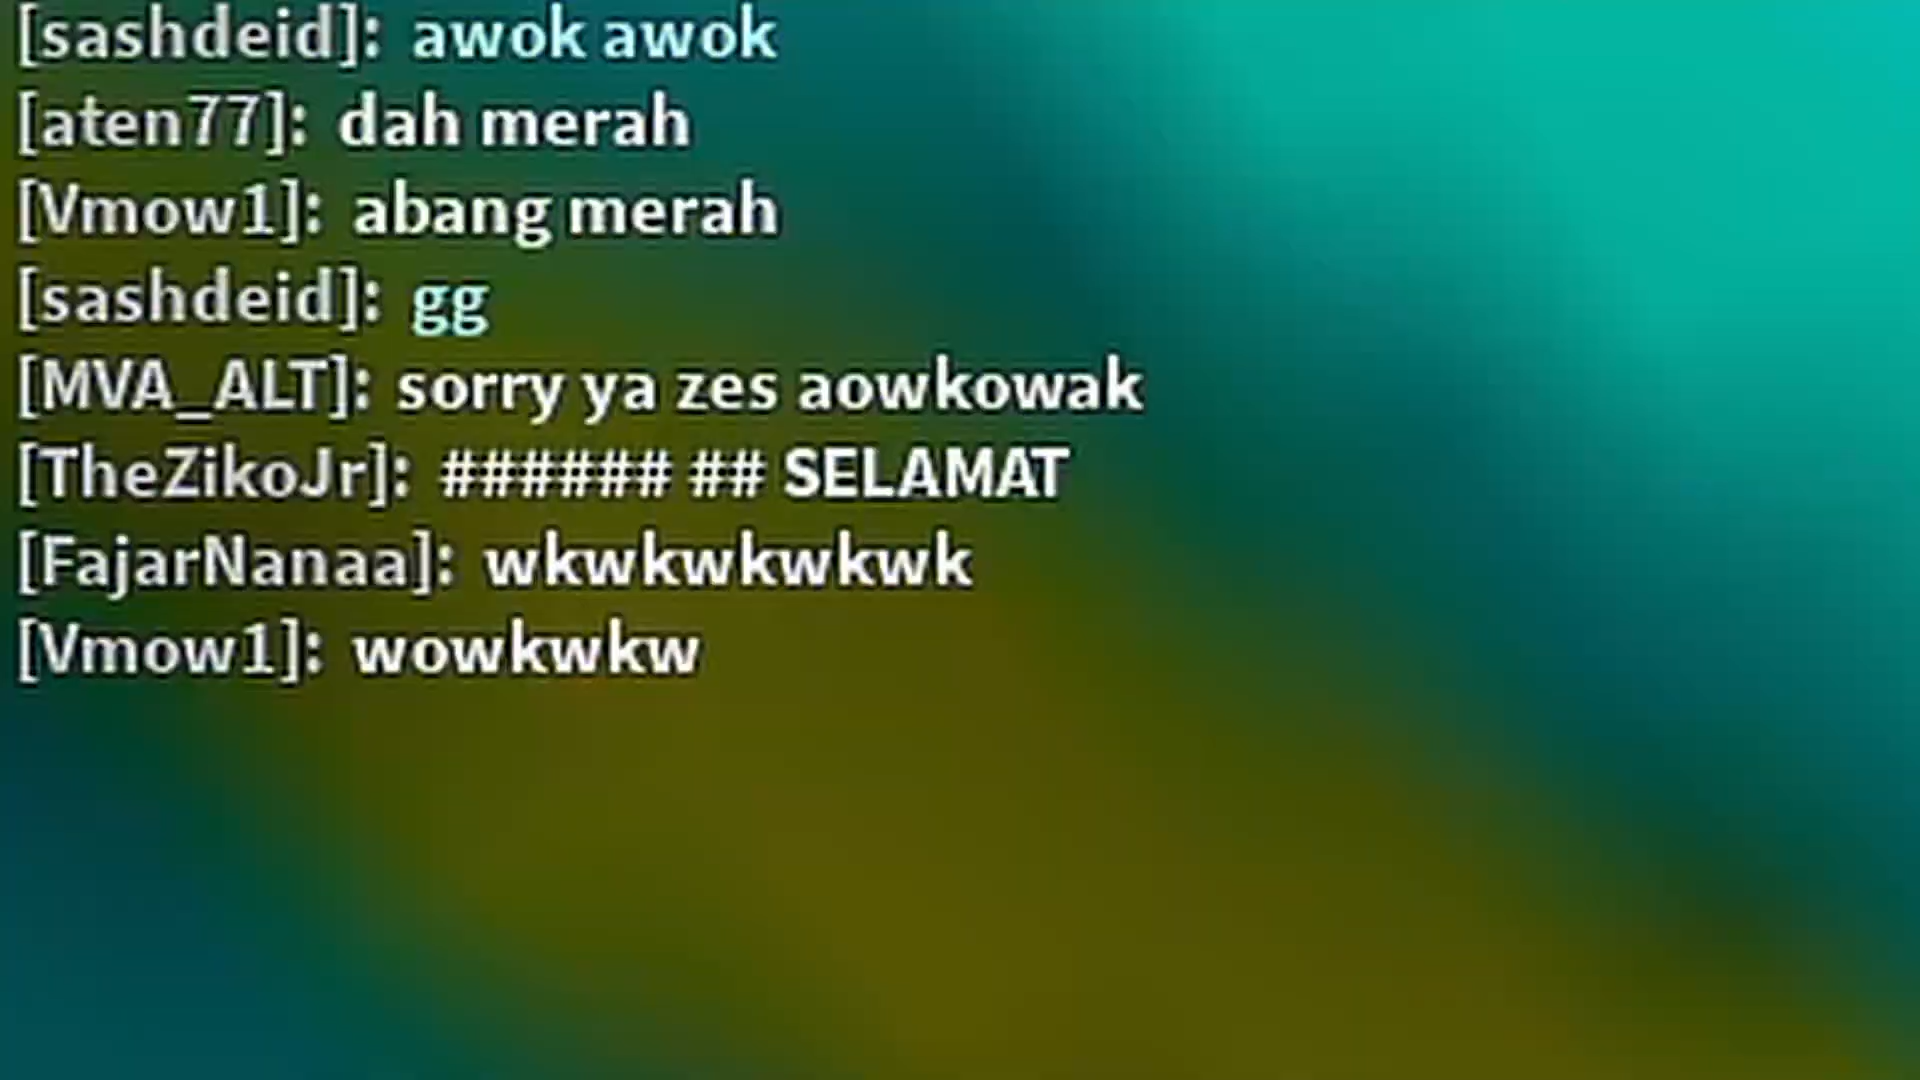 [sashdeid]: awok awok
[aten77]: dah merah
[Vmow1]: abang merah
[sashdeid]: gg
[MVA_ALT]: sorry ya zes aowkowak
[TheZikoJr]: ###### ## SELAMAT
[FajarNanaa]: wkwkwkwkwk
[Vmow1]: wowkwkw